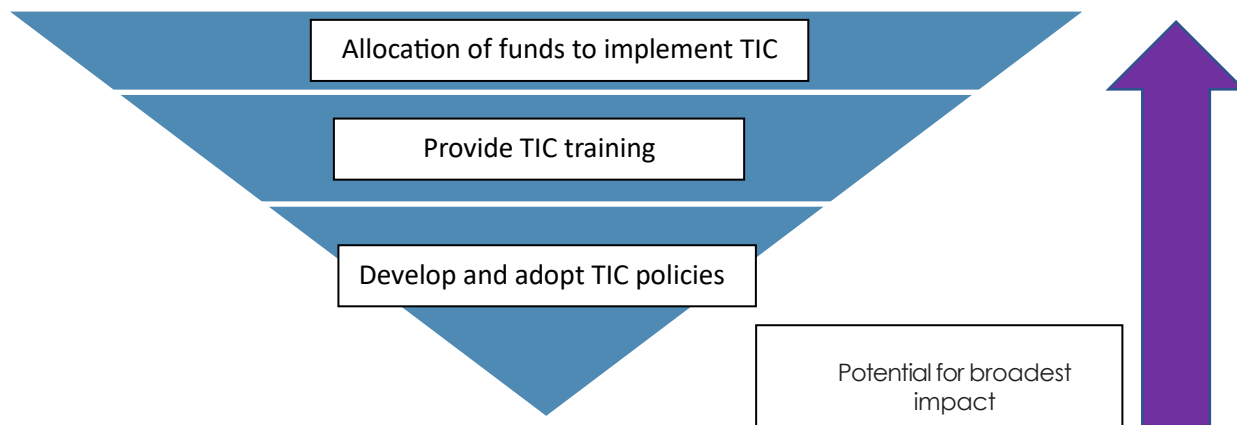 Allocation of funds to implement TIC
Provide TIC training
Develop and adopt TIC policies
Potential for broadest
impact